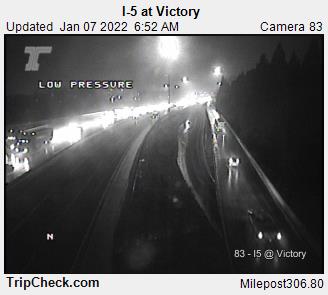 I-5 at Victory
Updated Jan 07 2022 6:52 AM Camera 83
T
LOW PRESSURE
N
83 - I5 @ Victory
TripCheck.com Milepost306.80